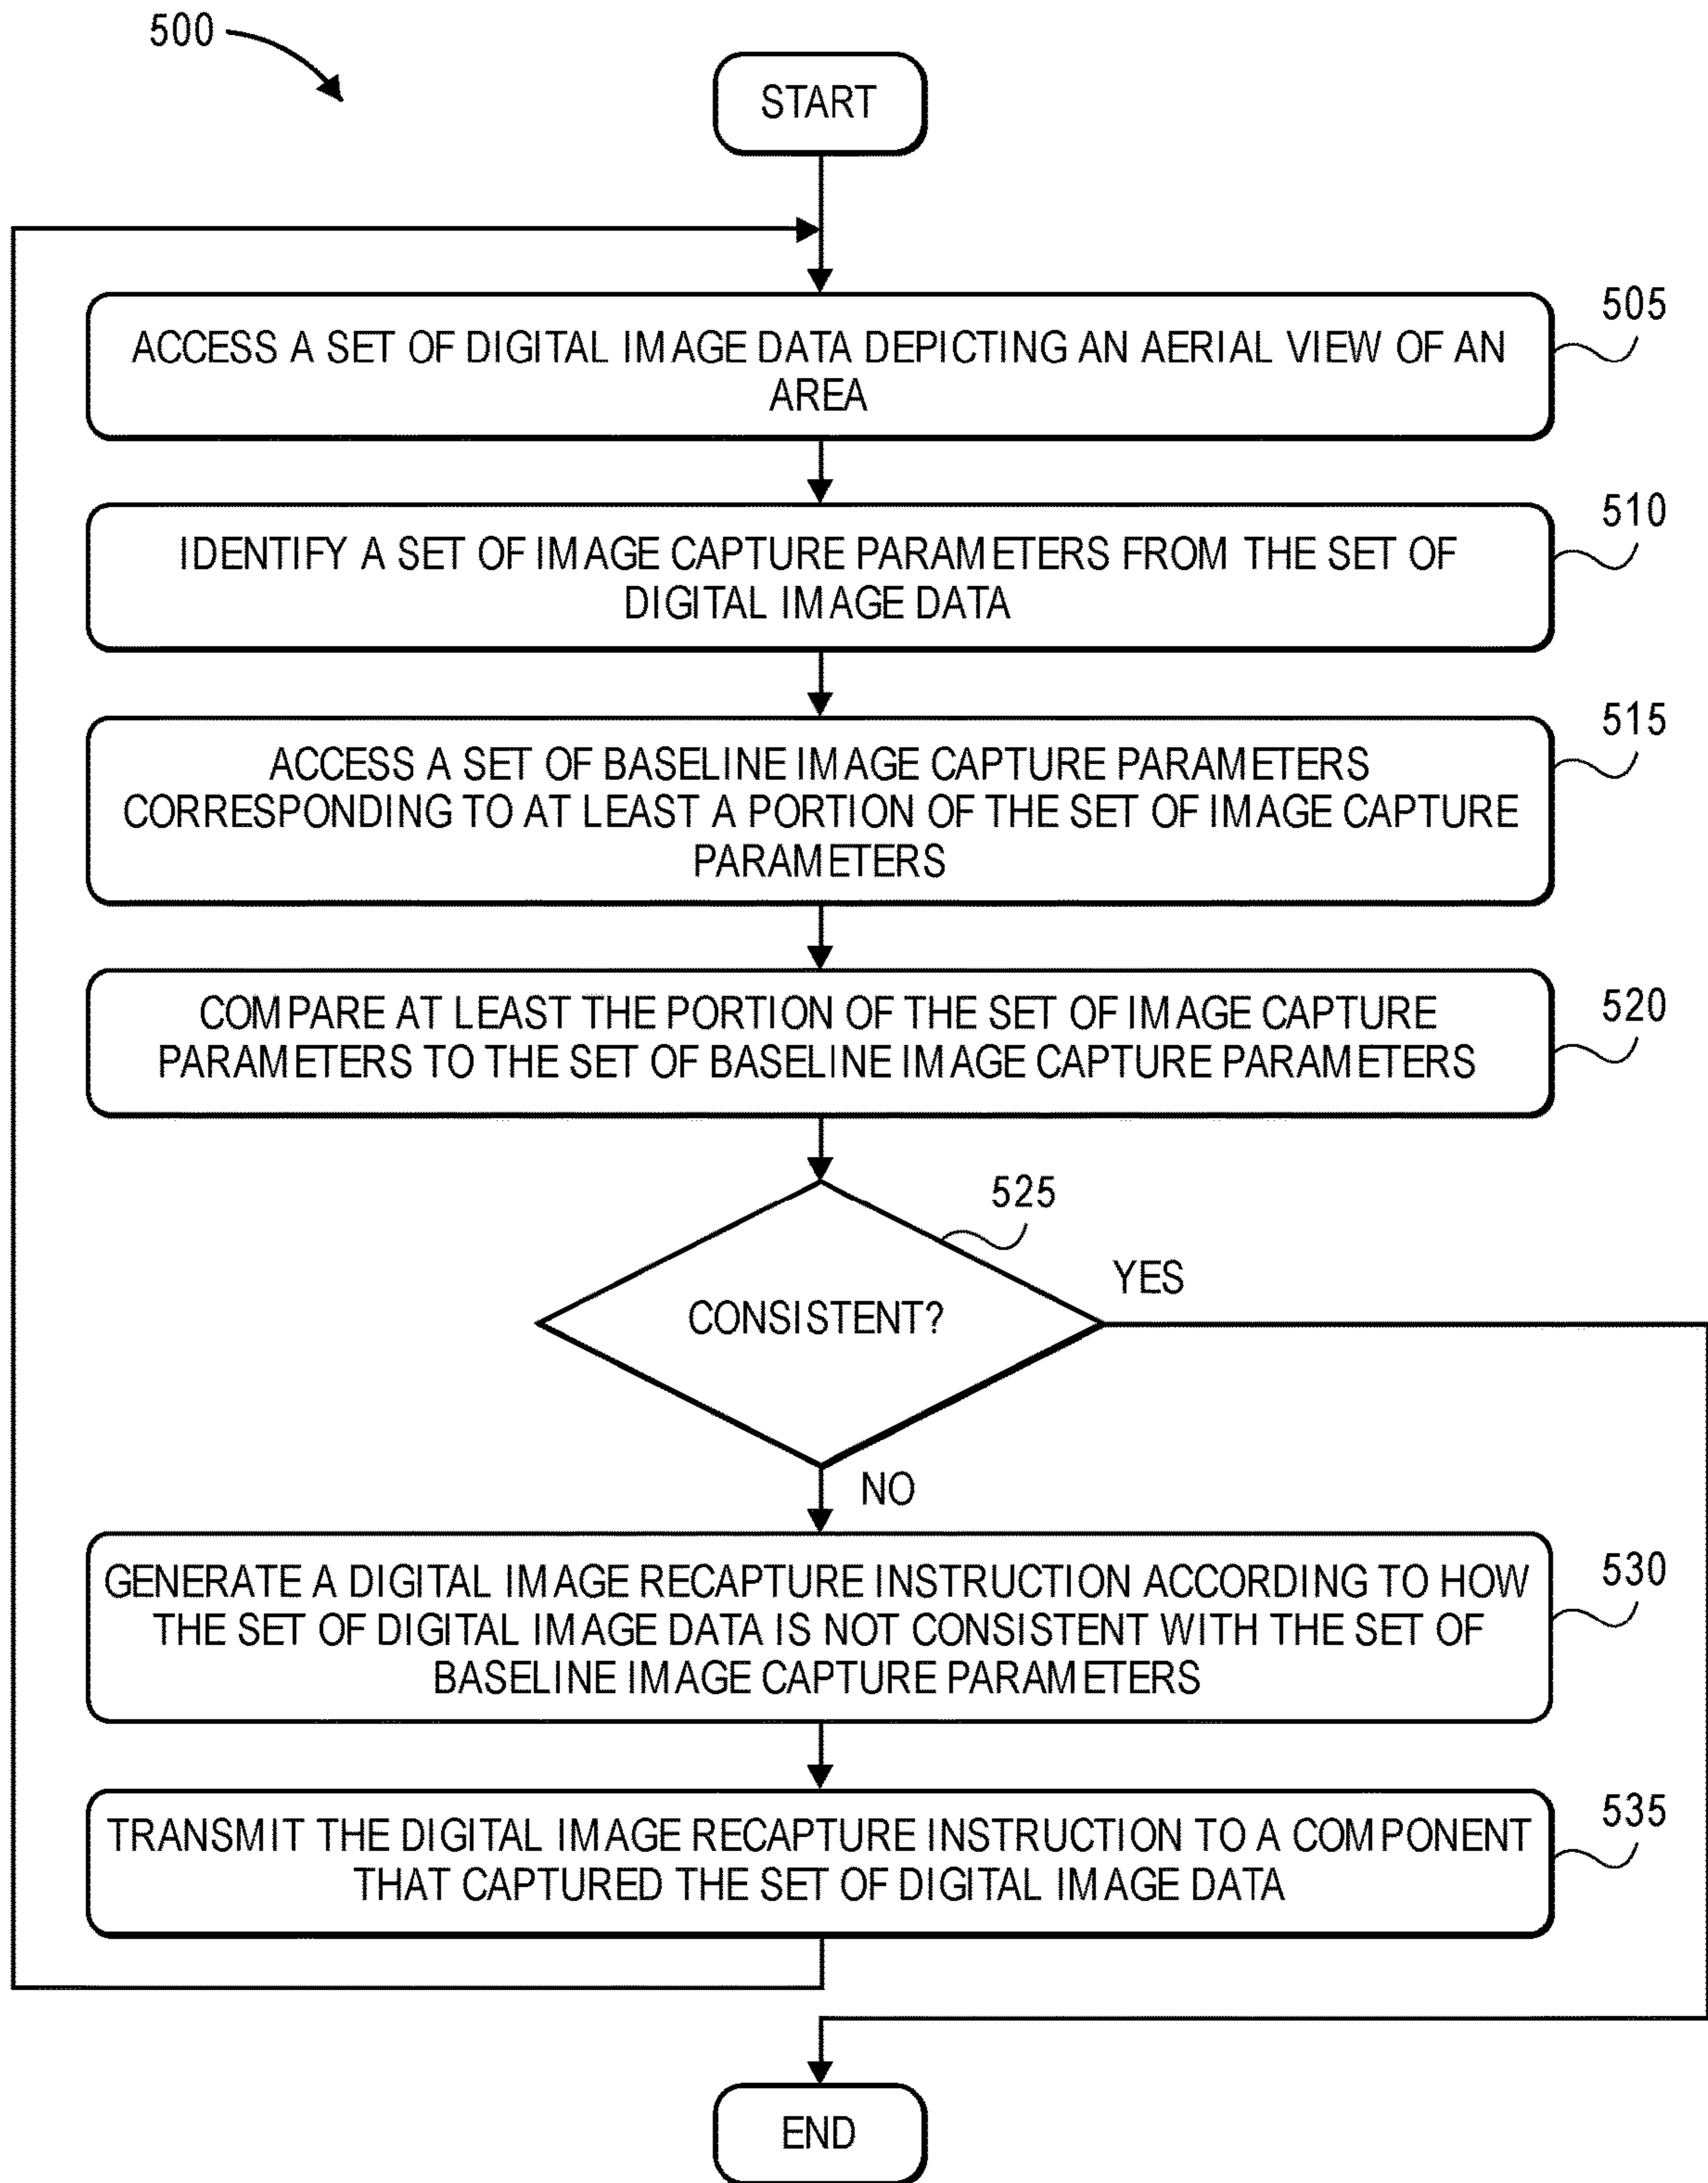 500
START
505
ACCESS A SET OF DIGITAL IMAGE DATA DEPICTING AN AERIAL VIEW OF AN
AREA
510
IDENTIFY A SET OF IMAGE CAPTURE PARAMETERS FROM THE SET OF
DIGITAL IMAGE DATA
515
ACCESS A SET OF BASELINE IMAGE CAPTURE PARAMETERS
CORRESPONDING TO AT LEAST A PORTION OF THE SET OF IMAGE CAPTURE
PARAMETERS
520
COMPARE AT LEAST THE PORTION OF THE SET OF IMAGE CAPTURE
PARAMETERS TO THE SET OF BASELINE IMAGE CAPTURE PARAMETERS
525
YES
CONSISTENT?
NO
530
GENERATE A DIGITAL IMAGE RECAPTURE INSTRUCTION ACCORDING TO HOW
THE SET OF DIGITAL IMAGE DATA IS NOT CONSISTENT WITH THE SET OF
BASELINE IMAGE CAPTURE PARAMETERS
535
TRANSMIT THE DIGITAL IMAGE RECAPTURE INSTRUCTION TO A COMPONENT
THAT CAPTURED THE SET OF DIGITAL IMAGE DATA
END